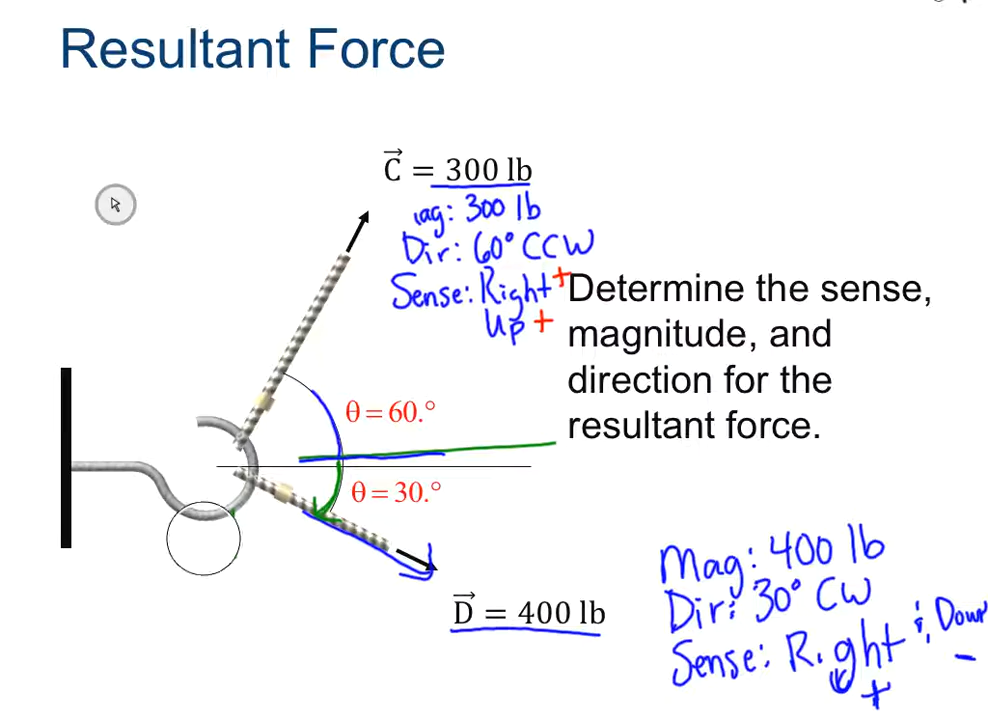 Resultant Force
C⃗ = 300 lb
ag: 300 lb
Dir: 60° CCW
Sense: Right +
Up +
Determine the sense,
magnitude, and
direction for the
resultant force.
θ = 60.°
θ = 30.°
D⃗ = 400 lb
Mag: 400 lb
Dir: 30° CW
Sense: Right & Down
+ −